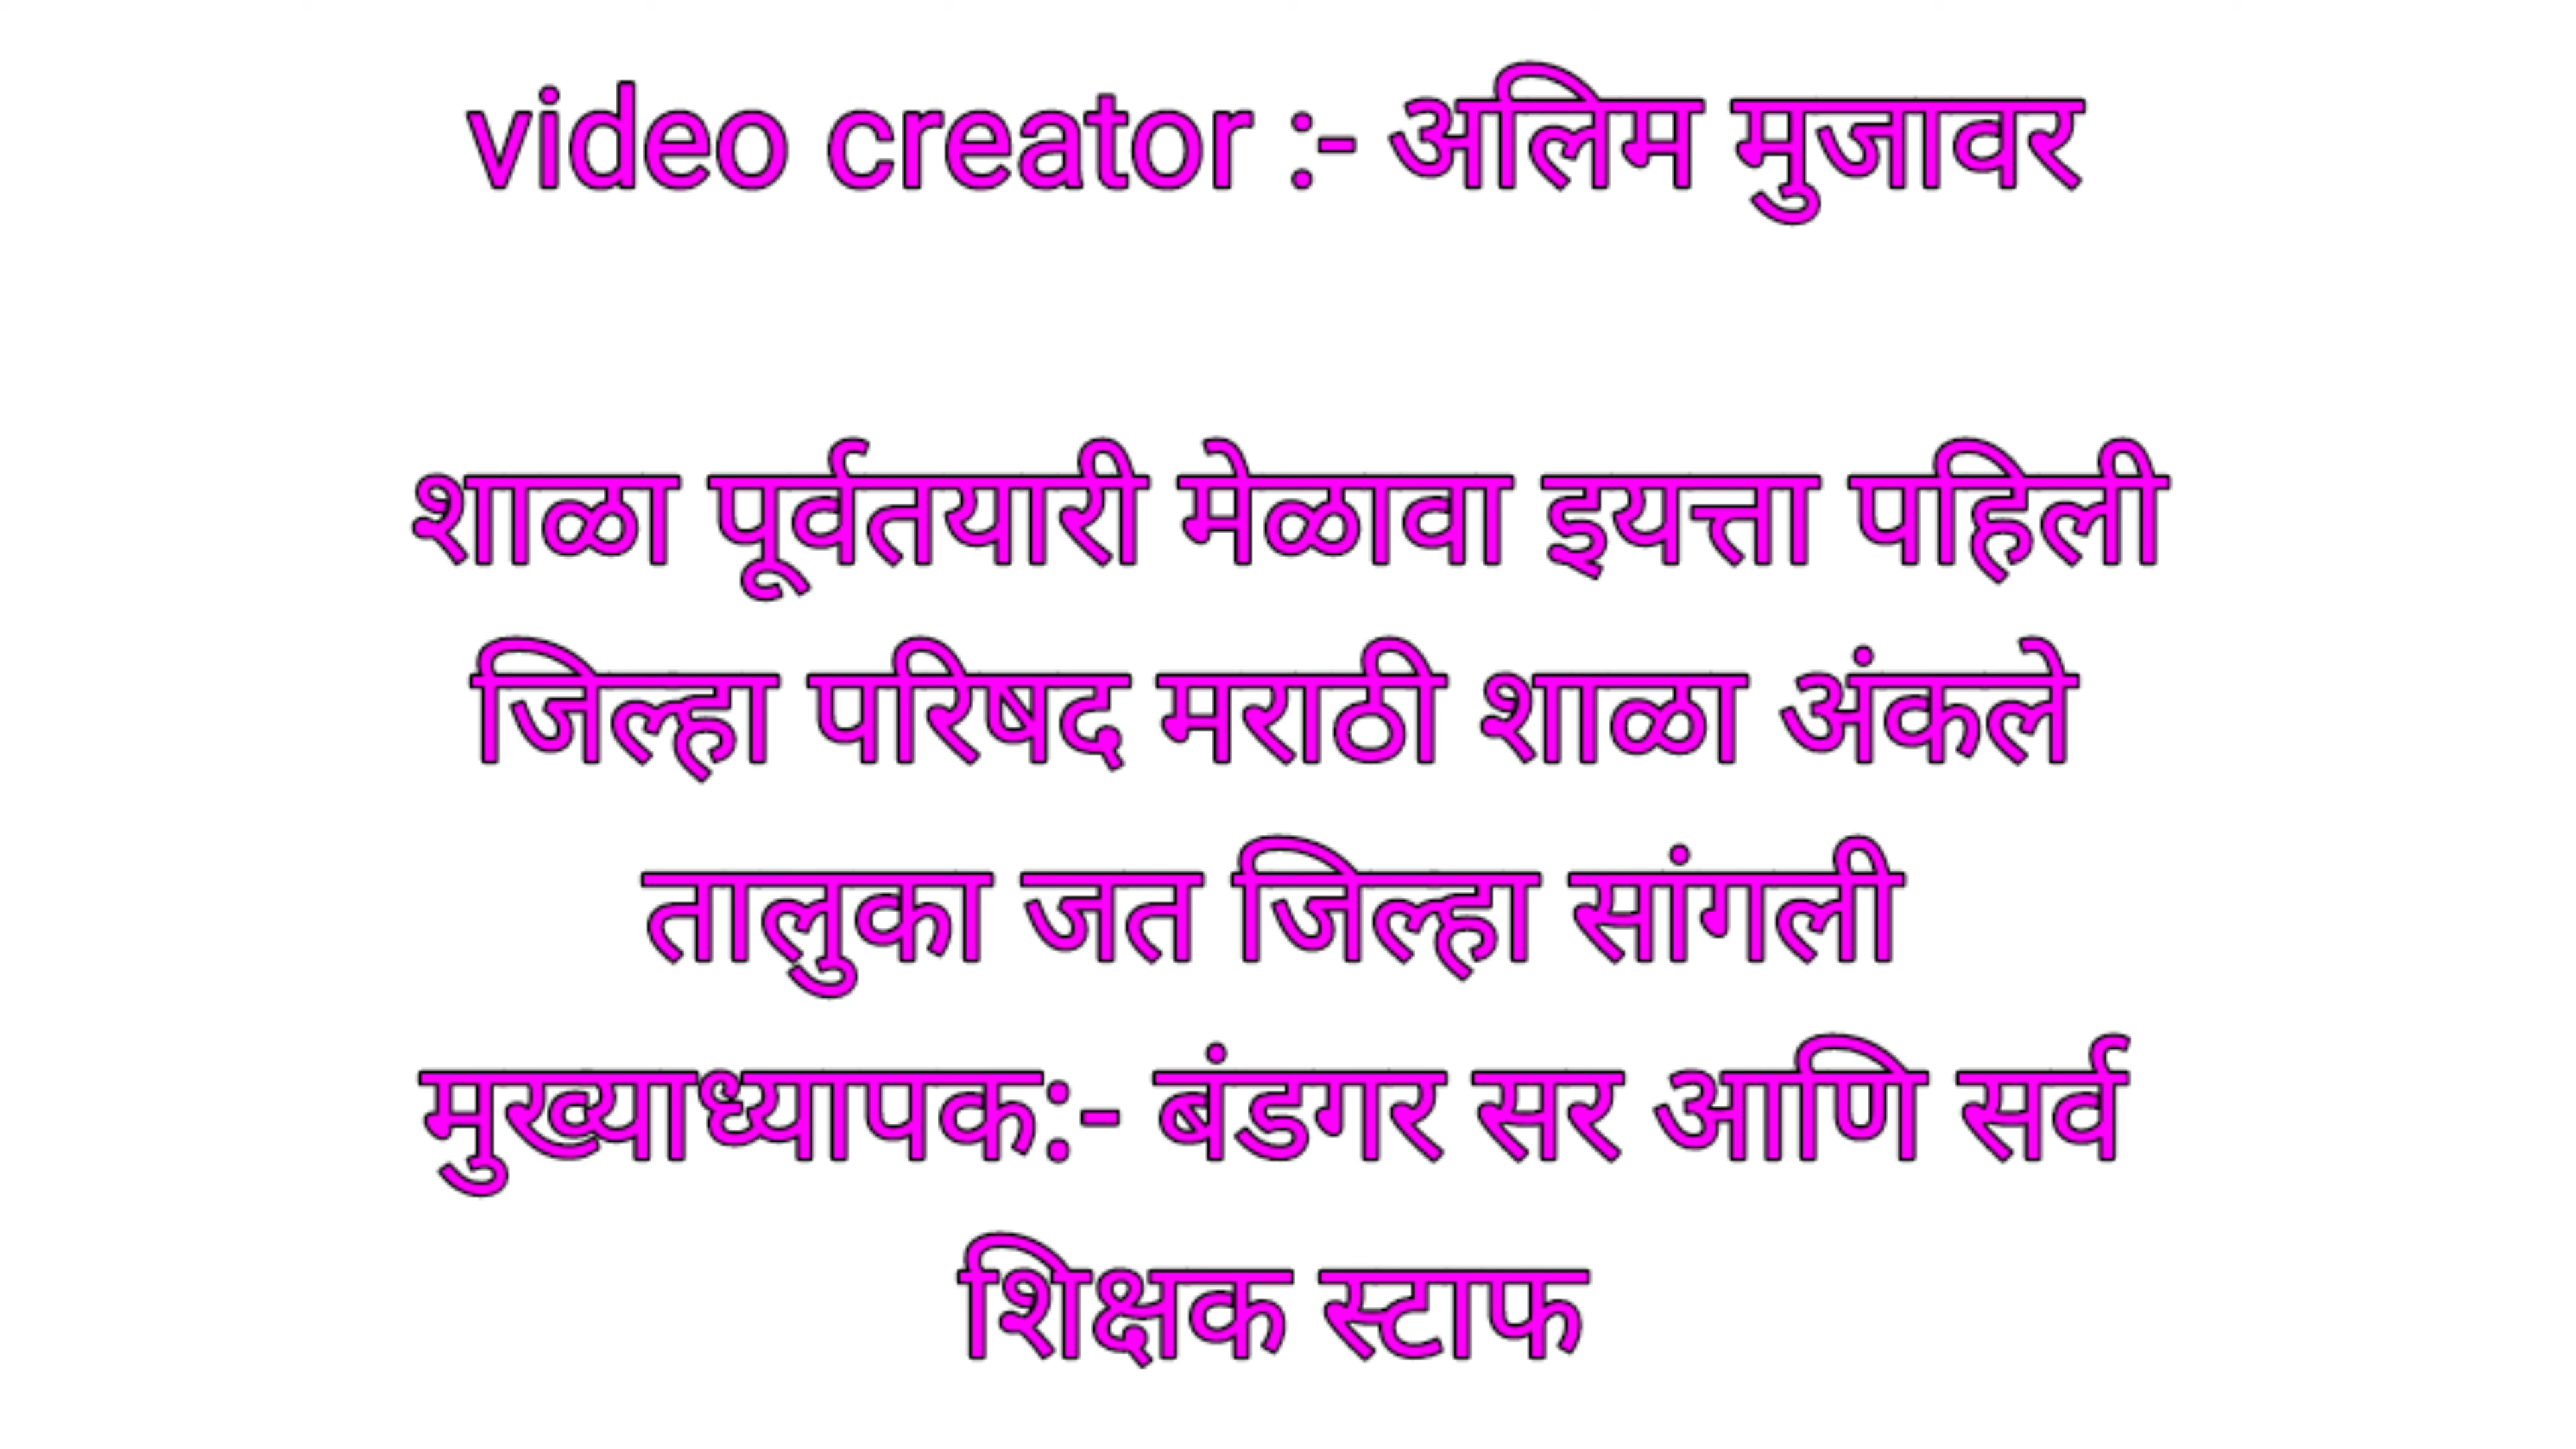 video creator :- अलिम मुजावर
शाळा पूर्वतयारी मेळावा इयत्ता पहिली
जिल्हा परिषद मराठी शाळा अंकले
तालुका जत जिल्हा सांगली
मुख्याध्यापक:- बंडगर सर आणि सर्व
शिक्षक स्टाफ